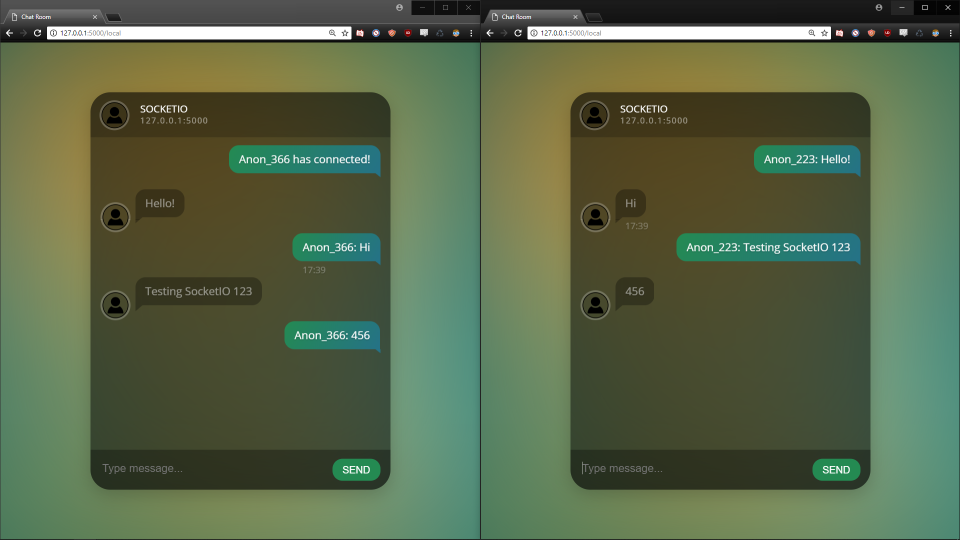 Chat Room
127.0.0.1:5000/local
SOCKETIO
127.0.0.1:5000
Anon_366 has connected!
Hello!
Anon_366: Hi
17:39
Testing SocketIO 123
Anon_366: 456
Type message...
SEND
Chat Room
127.0.0.1:5000/local
SOCKETIO
127.0.0.1:5000
Anon_223: Hello!
Hi
17:39
Anon_223: Testing SocketIO 123
456
Type message...
SEND